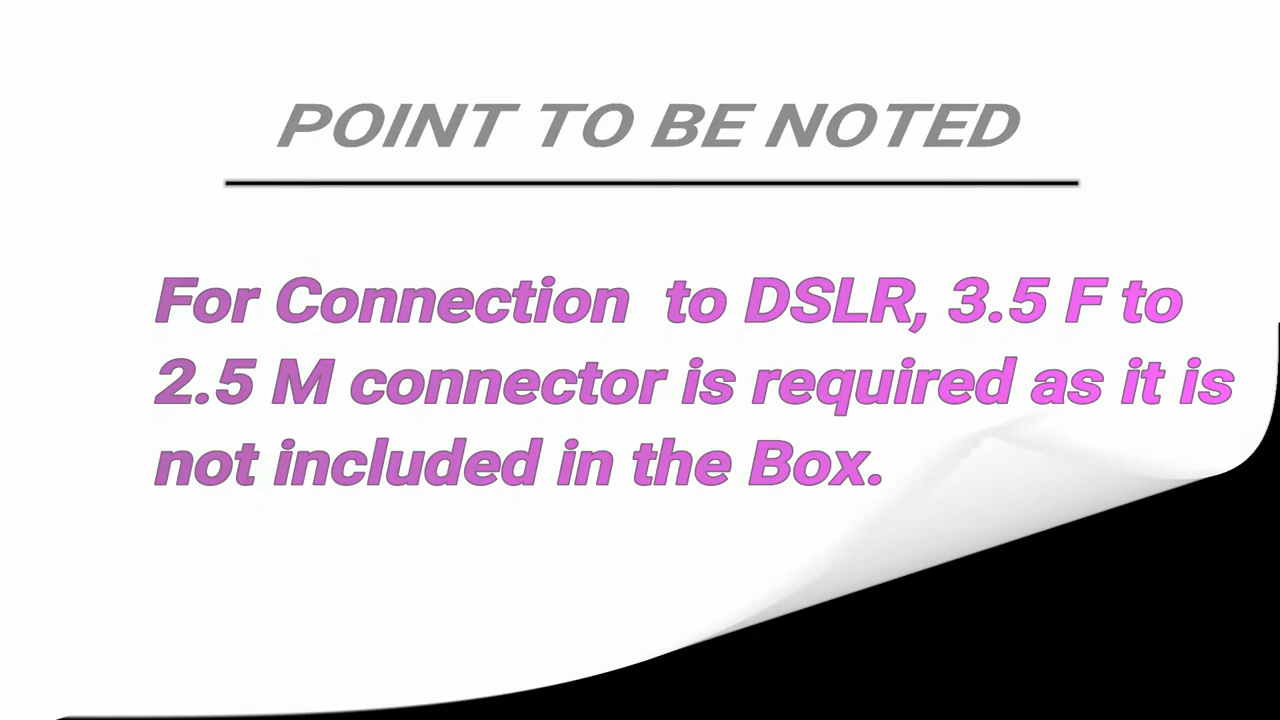 POINT TO BE NOTED
For Connection  to DSLR, 3.5 F to
2.5 M connector is required as it is
not included in the Box.